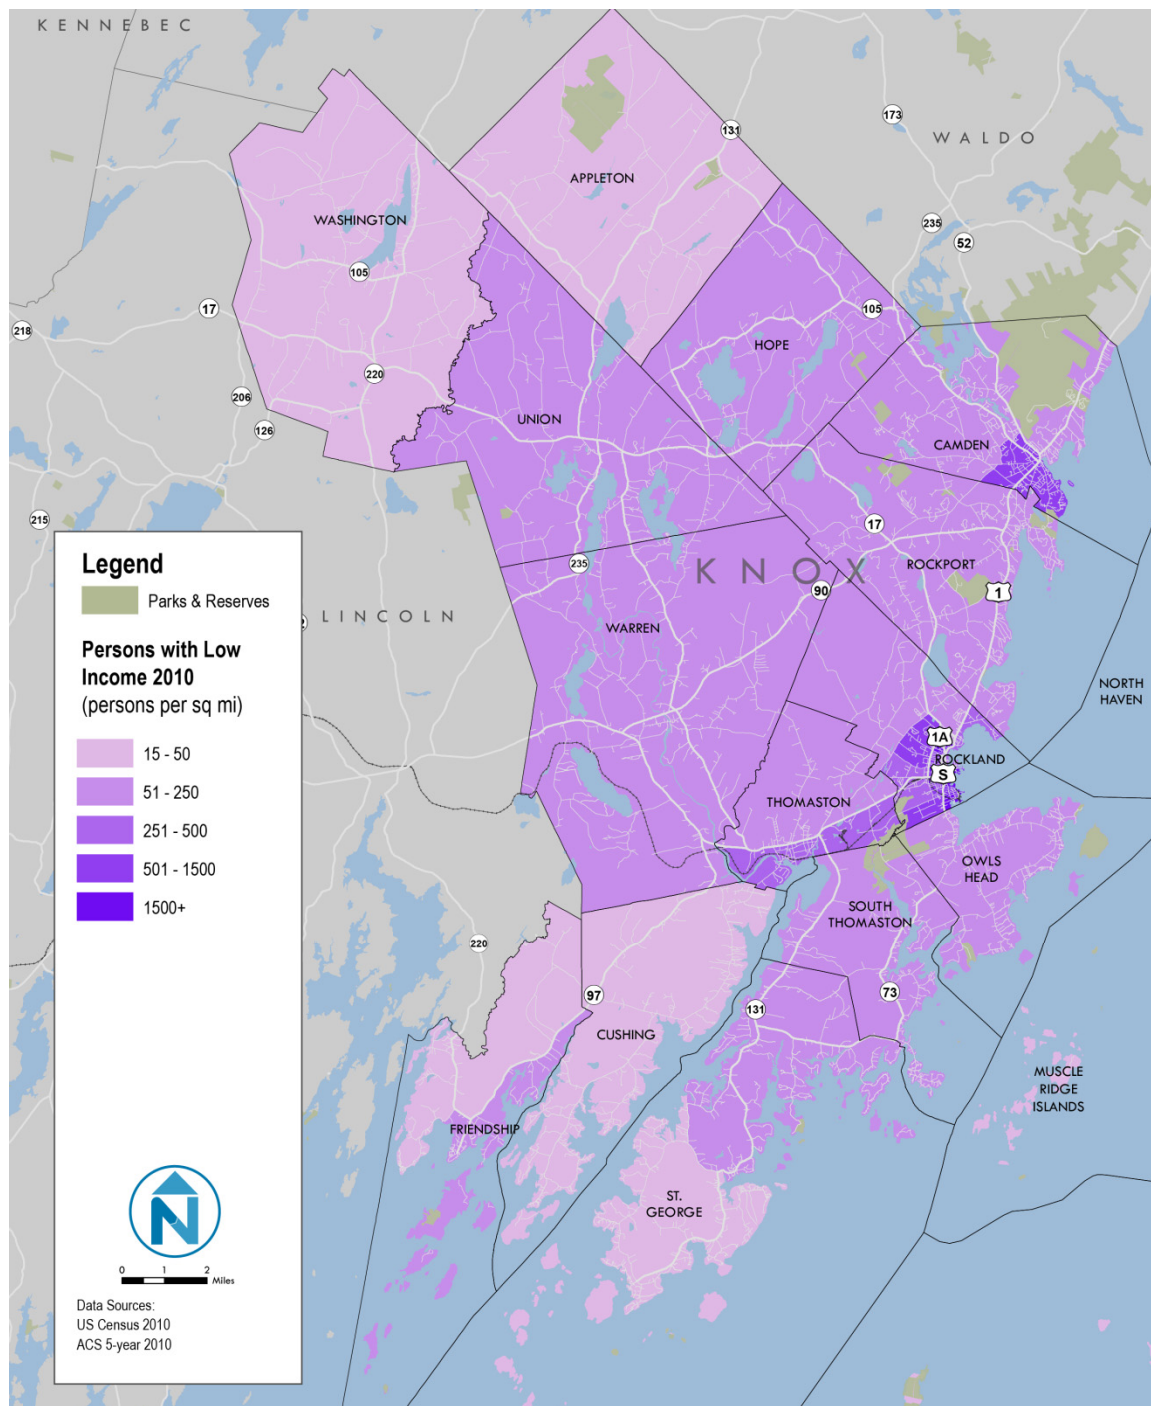 KENNEBEC
131
173
WALDO
APPLETON
WASHINGTON
235
52
105
17
105
218
HOPE
220
206
UNION
126
CAMDEN
215
17
Legend
Parks & Reserves
235
KNOX
ROCKPORT
90
1
LINCOLN
2
WARREN
Persons with Low
Income 2010
(persons per sq mi)
NORTH
HAVEN
15 - 50
1A
ROCKLAND
S
51 - 250
THOMASTON
251 - 500
501 - 1500
OWLS
HEAD
1500+
SOUTH
THOMASTON
220
97
73
131
CUSHING
MUSCLE
RIDGE
ISLANDS
FRIENDSHIP
ST.
GEORGE
N
0 1 2
Miles
Data Sources:
US Census 2010
ACS 5-year 2010